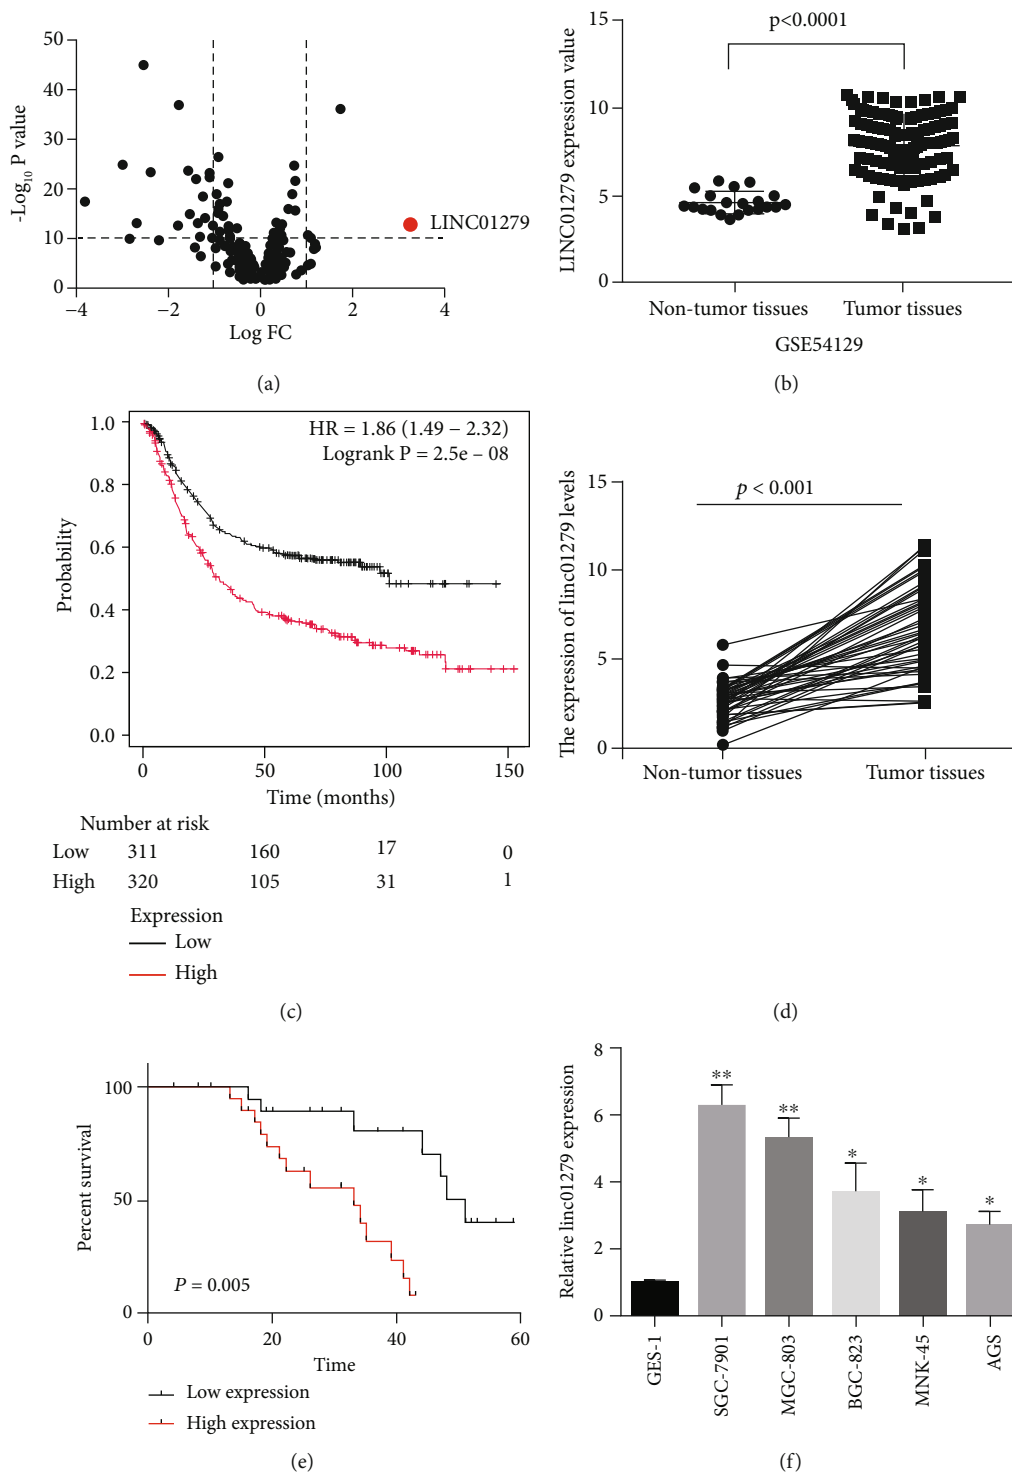 50
40
30
20
10
0
-Log10 P value
LINC01279
−4
−2
0
2
4
Log FC
(a)
15
10
5
0
LINC01279 expression value
p<0.0001
Non-tumor tissues
Tumor tissues
GSE54129
(b)
1.0
0.8
0.6
0.4
0.2
0.0
Probability
HR = 1.86 (1.49 − 2.32)
Logrank P = 2.5e − 08
0
50
100
150
Time (months)
Number at risk
Low 311 160 17 0
High 320 105 31 1
Expression
Low
High
(c)
15
10
5
0
The expression of linc01279 levels
p < 0.001
Non-tumor tissues
Tumor tissues
(d)
100
50
0
Percent survival
P = 0.005
0
20
40
60
Time
Low expression
High expression
(e)
8
6
4
2
0
Relative linc01279 expression
**
**
*
*
*
GES-1
SGC-7901
MGC-803
BGC-823
MNK-45
AGS
(f)